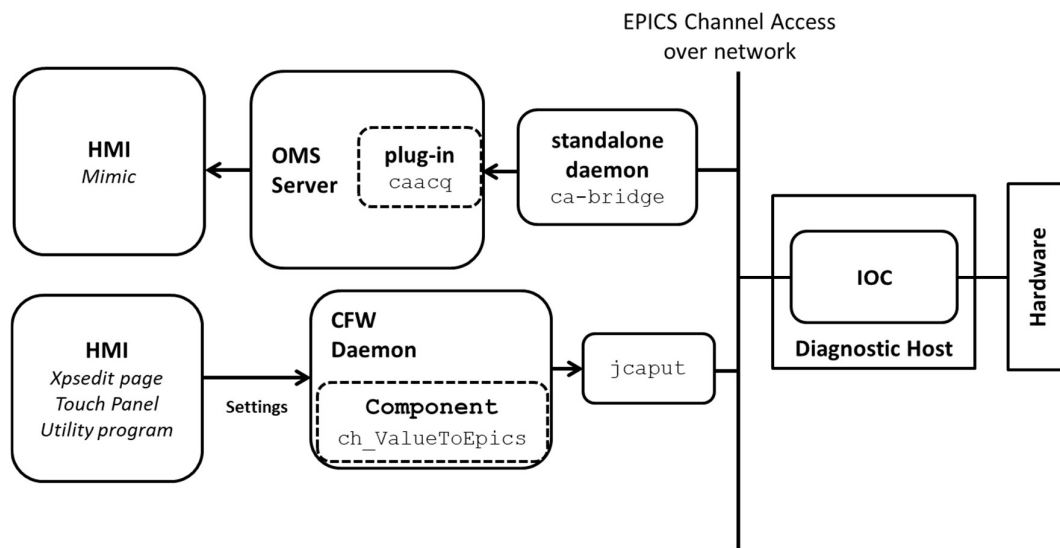 EPICS Channel Access
over network
HMI
Mimic
OMS
Server
plug-in
caacq
standalone
daemon
ca-bridge
IOC
Diagnostic Host
Hardware
HMI
Xpsedit page
Touch Panel
Utility program
Settings
CFW
Daemon
Component
ch_ValueToEpics
jcaput